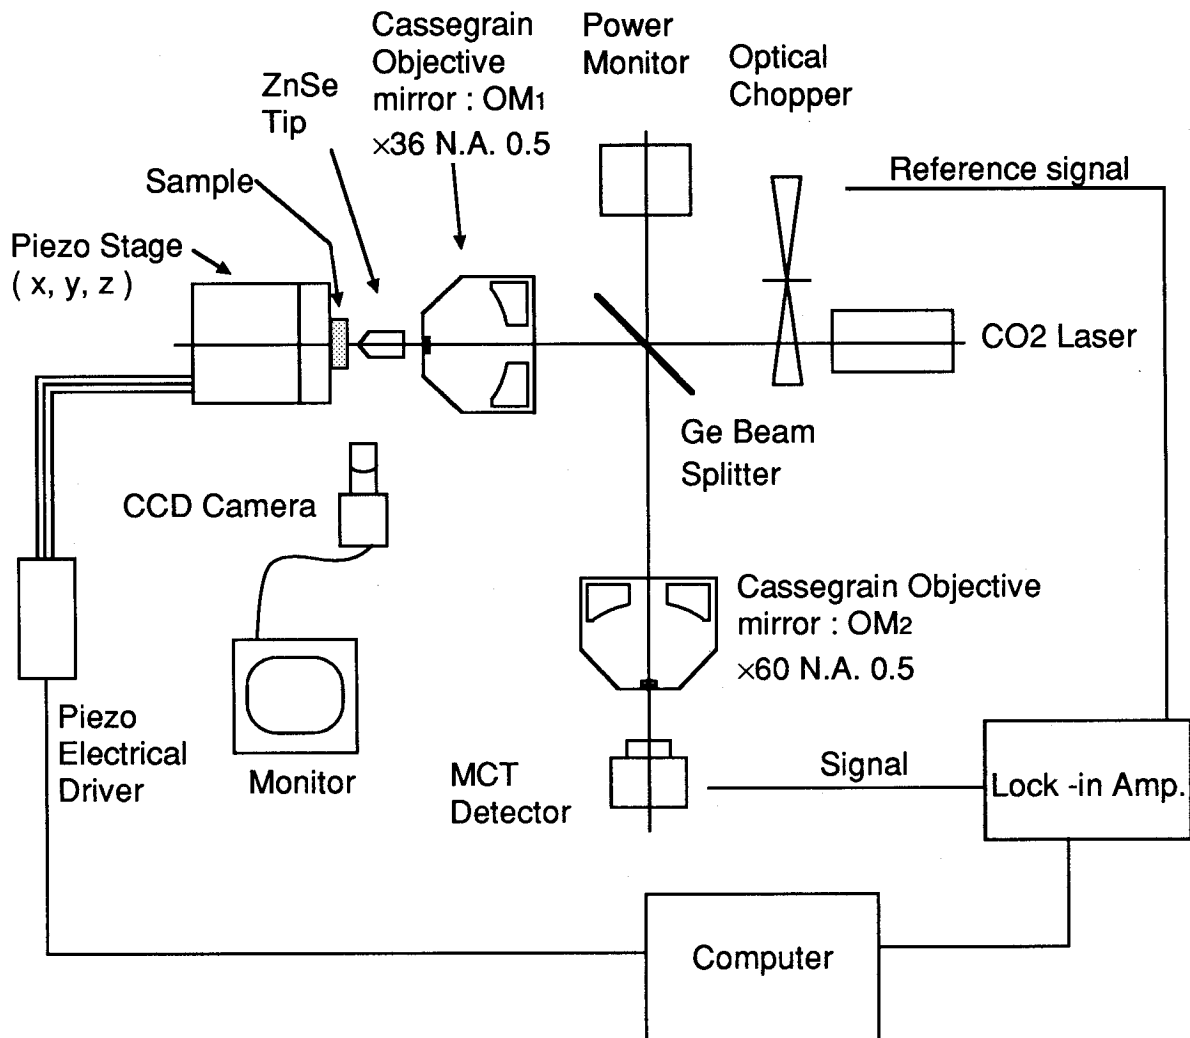 Cassegrain
Objective
mirror : OM1
×36 N.A. 0.5
Power
Monitor
Optical
Chopper
ZnSe
Tip
Sample
Reference signal
Piezo Stage
( x, y, z )
CO2 Laser
Ge Beam
Splitter
CCD Camera
Cassegrain Objective
mirror : OM2
×60 N.A. 0.5
Piezo
Electrical
Driver
Monitor
MCT
Detector
Signal
Lock -in Amp.
Computer